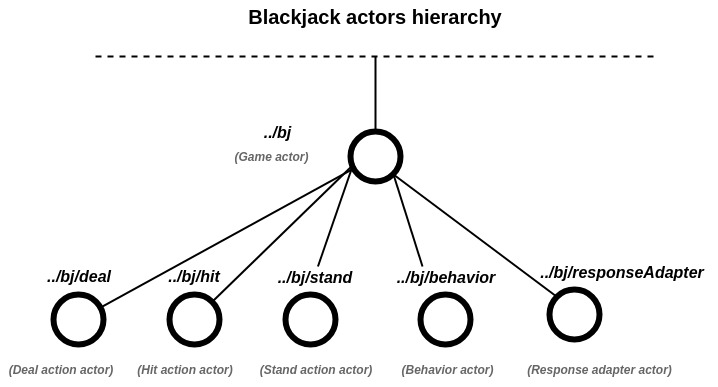 Blackjack actors hierarchy
../bj
(Game actor)
../bj/deal
../bj/hit
../bj/stand
../bj/behavior
../bj/responseAdapter
(Deal action actor)
(Hit action actor)
(Stand action actor)
(Behavior actor)
(Response adapter actor)